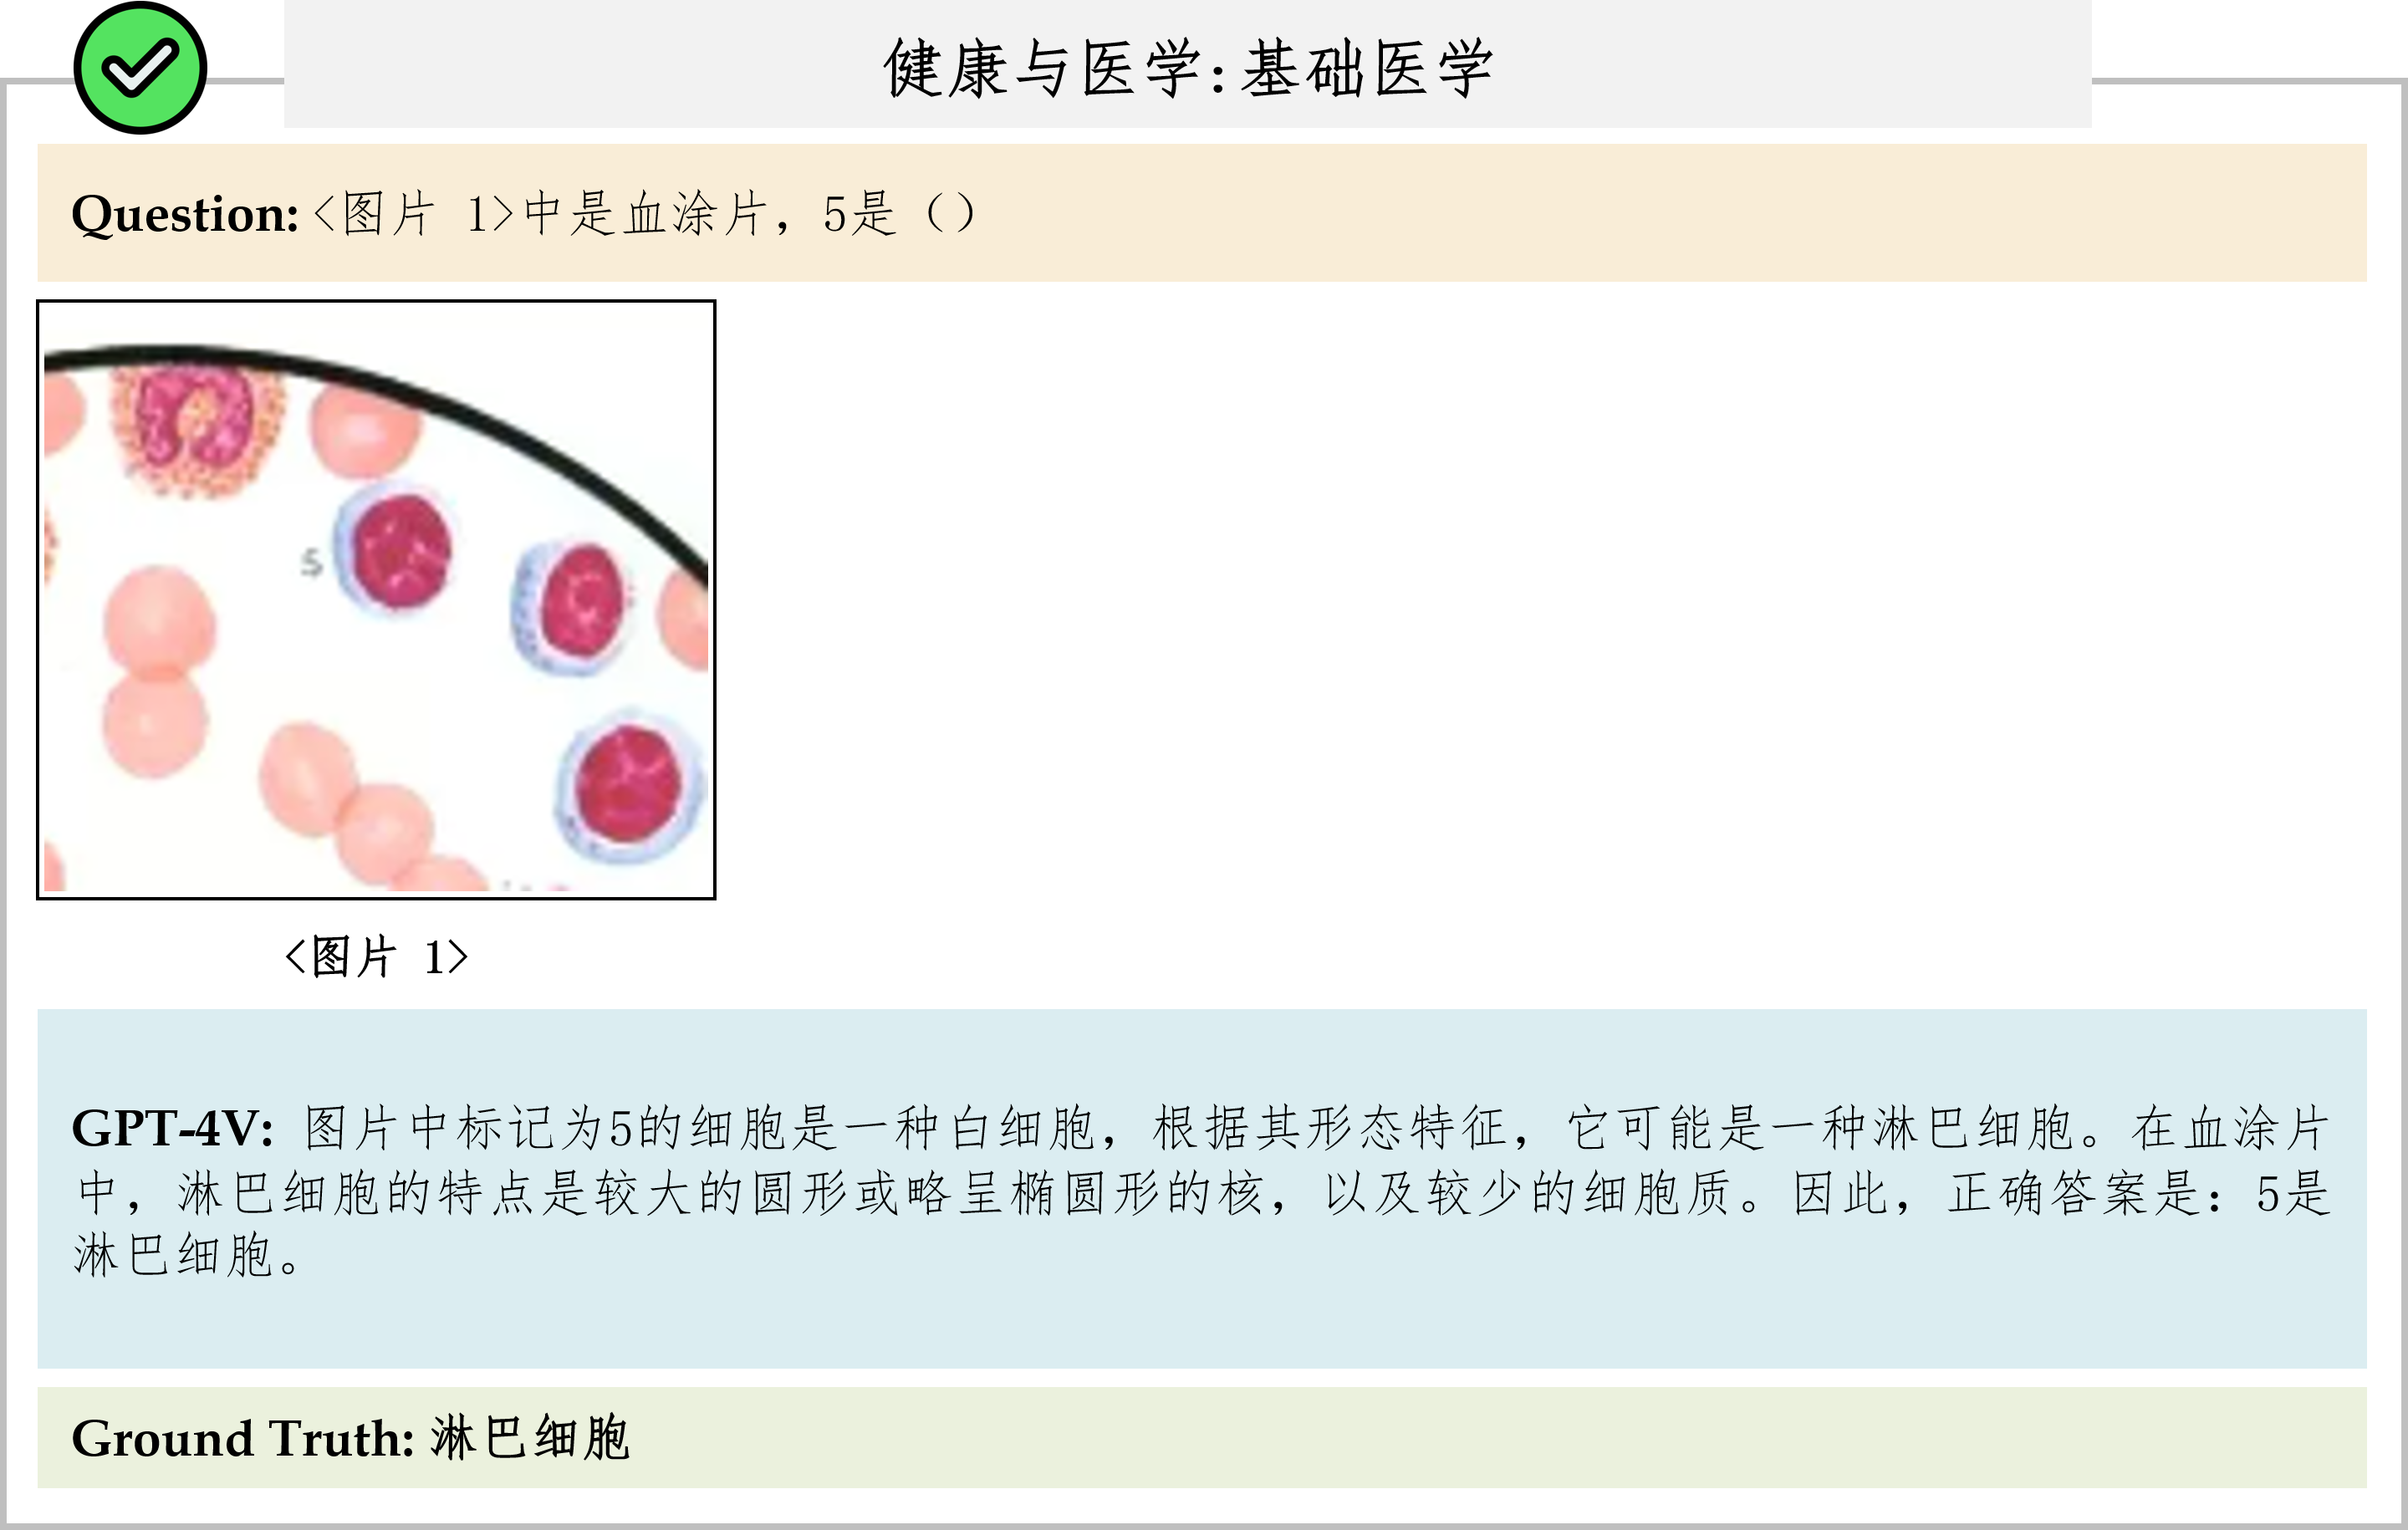 健康与医学:基础医学
Question: <图片 1>中是血涂片，5是（）
5
<图片 1>
GPT-4V: 图片中标记为5的细胞是一种白细胞，根据其形态特征，它可能是一种淋巴细胞。在血涂片
中，淋巴细胞的特点是较大的圆形或略呈椭圆形的核，以及较少的细胞质。因此，正确答案是：5是
淋巴细胞。
Ground Truth: 淋巴细胞